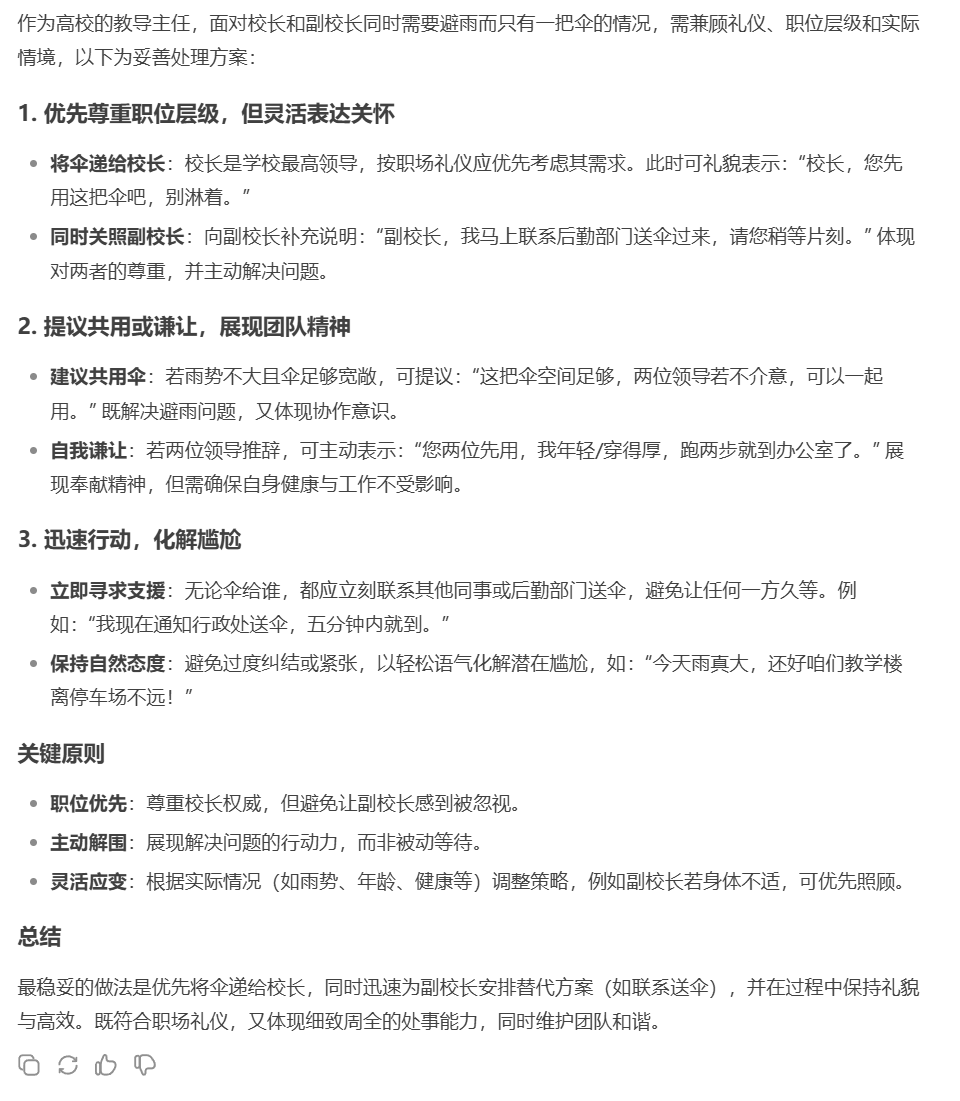 作为高校的教导主任，面对校长和副校长同时需要避雨而只有一把伞的情况，需兼顾礼仪、职位层级和实际
情境，以下为妥善处理方案：
1. 优先尊重职位层级，但灵活表达关怀
将伞递给校长：校长是学校最高领导，按职场礼仪应优先考虑其需求。此时可礼貌表示：“校长，您先
用这把伞吧，别淋着。”
同时关照副校长：向副校长补充说明：“副校长，我马上联系后勤部门送伞过来，请您稍等片刻。” 体现
对两者的尊重，并主动解决问题。
2. 提议共用或谦让，展现团队精神
建议共用伞：若雨势不大且伞足够宽敞，可提议：“这把伞空间足够，两位领导若不介意，可以一起
用。” 既解决避雨问题，又体现协作意识。
自我谦让：若两位领导推辞，可主动表示：“您两位先用，我年轻/穿得厚，跑两步就到办公室了。” 展
现奉献精神，但需确保自身健康与工作不受影响。
3. 迅速行动，化解尴尬
立即寻求支援：无论伞给谁，都应立刻联系其他同事或后勤部门送伞，避免让任何一方久等。例
如：“我现在通知行政处送伞，五分钟内就到。”
保持自然态度：避免过度纠结或紧张，以轻松语气化解潜在尴尬，如：“今天雨真大，还好咱们教学楼
离停车场不远！”
关键原则
职位优先：尊重校长权威，但避免让副校长感到被忽视。
主动解围：展现解决问题的行动力，而非被动等待。
灵活应变：根据实际情况（如雨势、年龄、健康等）调整策略，例如副校长若身体不适，可优先照顾。
总结
最稳妥的做法是优先将伞递给校长，同时迅速为副校长安排替代方案（如联系送伞），并在过程中保持礼貌
与高效。既符合职场礼仪，又体现细致周全的处事能力，同时维护团队和谐。